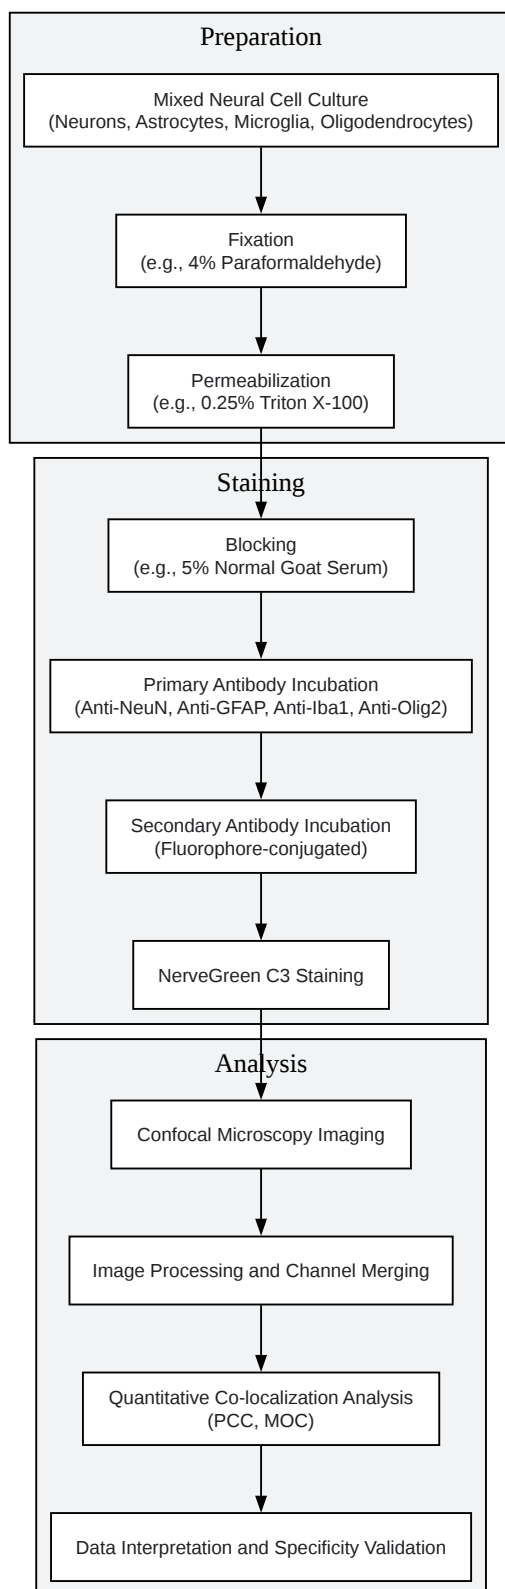 Preparation
Mixed Neural Cell Culture
(Neurons, Astrocytes, Microglia, Oligodendrocytes)
Fixation
(e.g., 4% Paraformaldehyde)
Permeabilization
(e.g., 0.25% Triton X-100)
Staining
Blocking
(e.g., 5% Normal Goat Serum)
Primary Antibody Incubation
(Anti-NeuN, Anti-GFAP, Anti-Iba1, Anti-Olig2)
Secondary Antibody Incubation
(Fluorophore-conjugated)
NerveGreen C3 Staining
Analysis
Confocal Microscopy Imaging
Image Processing and Channel Merging
Quantitative Co-localization Analysis
(PCC, MOC)
Data Interpretation and Specificity Validation